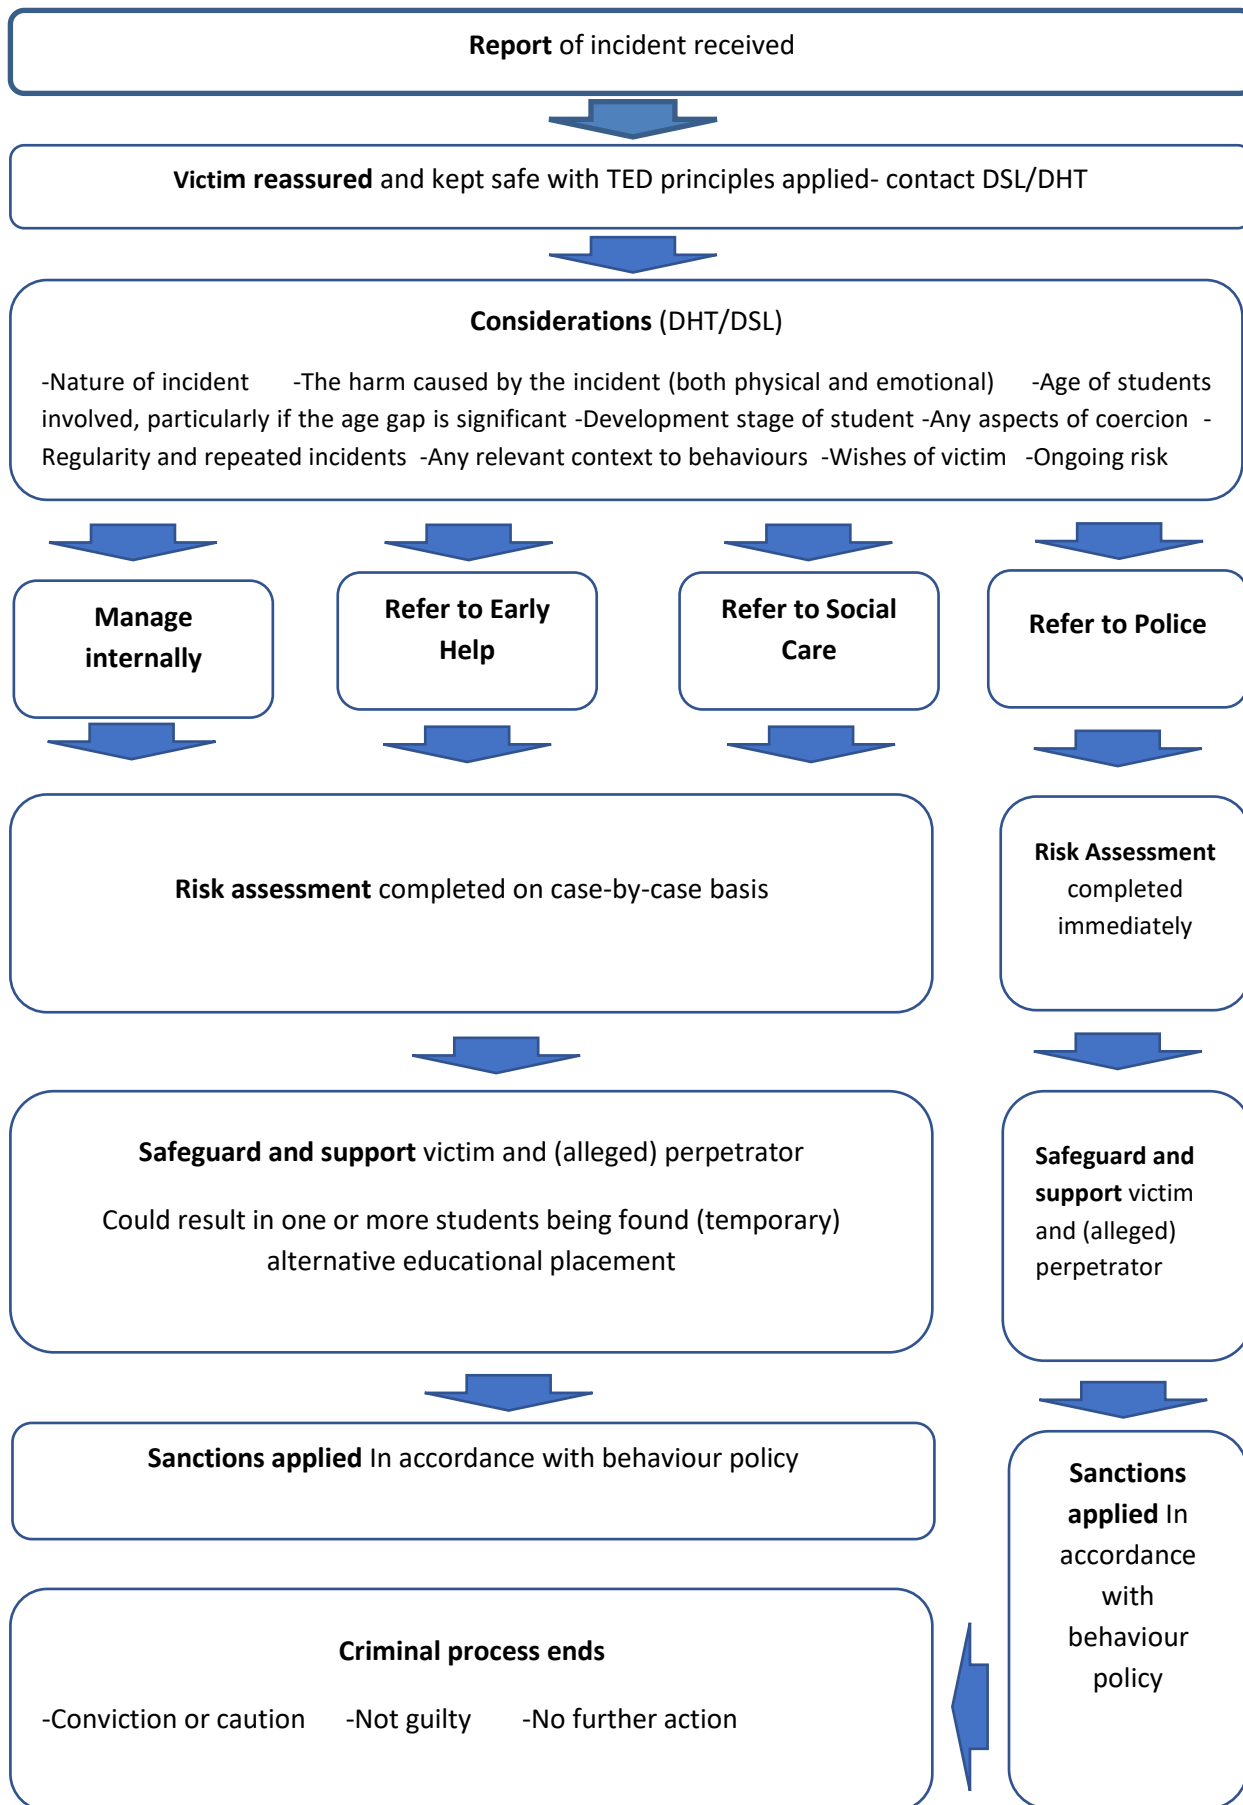 Report of incident received
Victim reassured and kept safe with TED principles applied- contact DSL/DHT
Considerations (DHT/DSL)
-Nature of incident -The harm caused by the incident (both physical and emotional) -Age of students
involved, particularly if the age gap is significant -Development stage of student -Any aspects of coercion -
Regularity and repeated incidents -Any relevant context to behaviours -Wishes of victim -Ongoing risk
Manage
internally
Refer to Early
Help
Refer to Social
Care
Refer to Police
Risk assessment completed on case-by-case basis
Risk Assessment
completed
immediately
Safeguard and support victim and (alleged) perpetrator
Could result in one or more students being found (temporary)
alternative educational placement
Safeguard and
support victim
and (alleged)
perpetrator
Sanctions applied In accordance with behaviour policy
Sanctions
applied In
accordance
with
behaviour
policy
Criminal process ends
-Conviction or caution -Not guilty -No further action